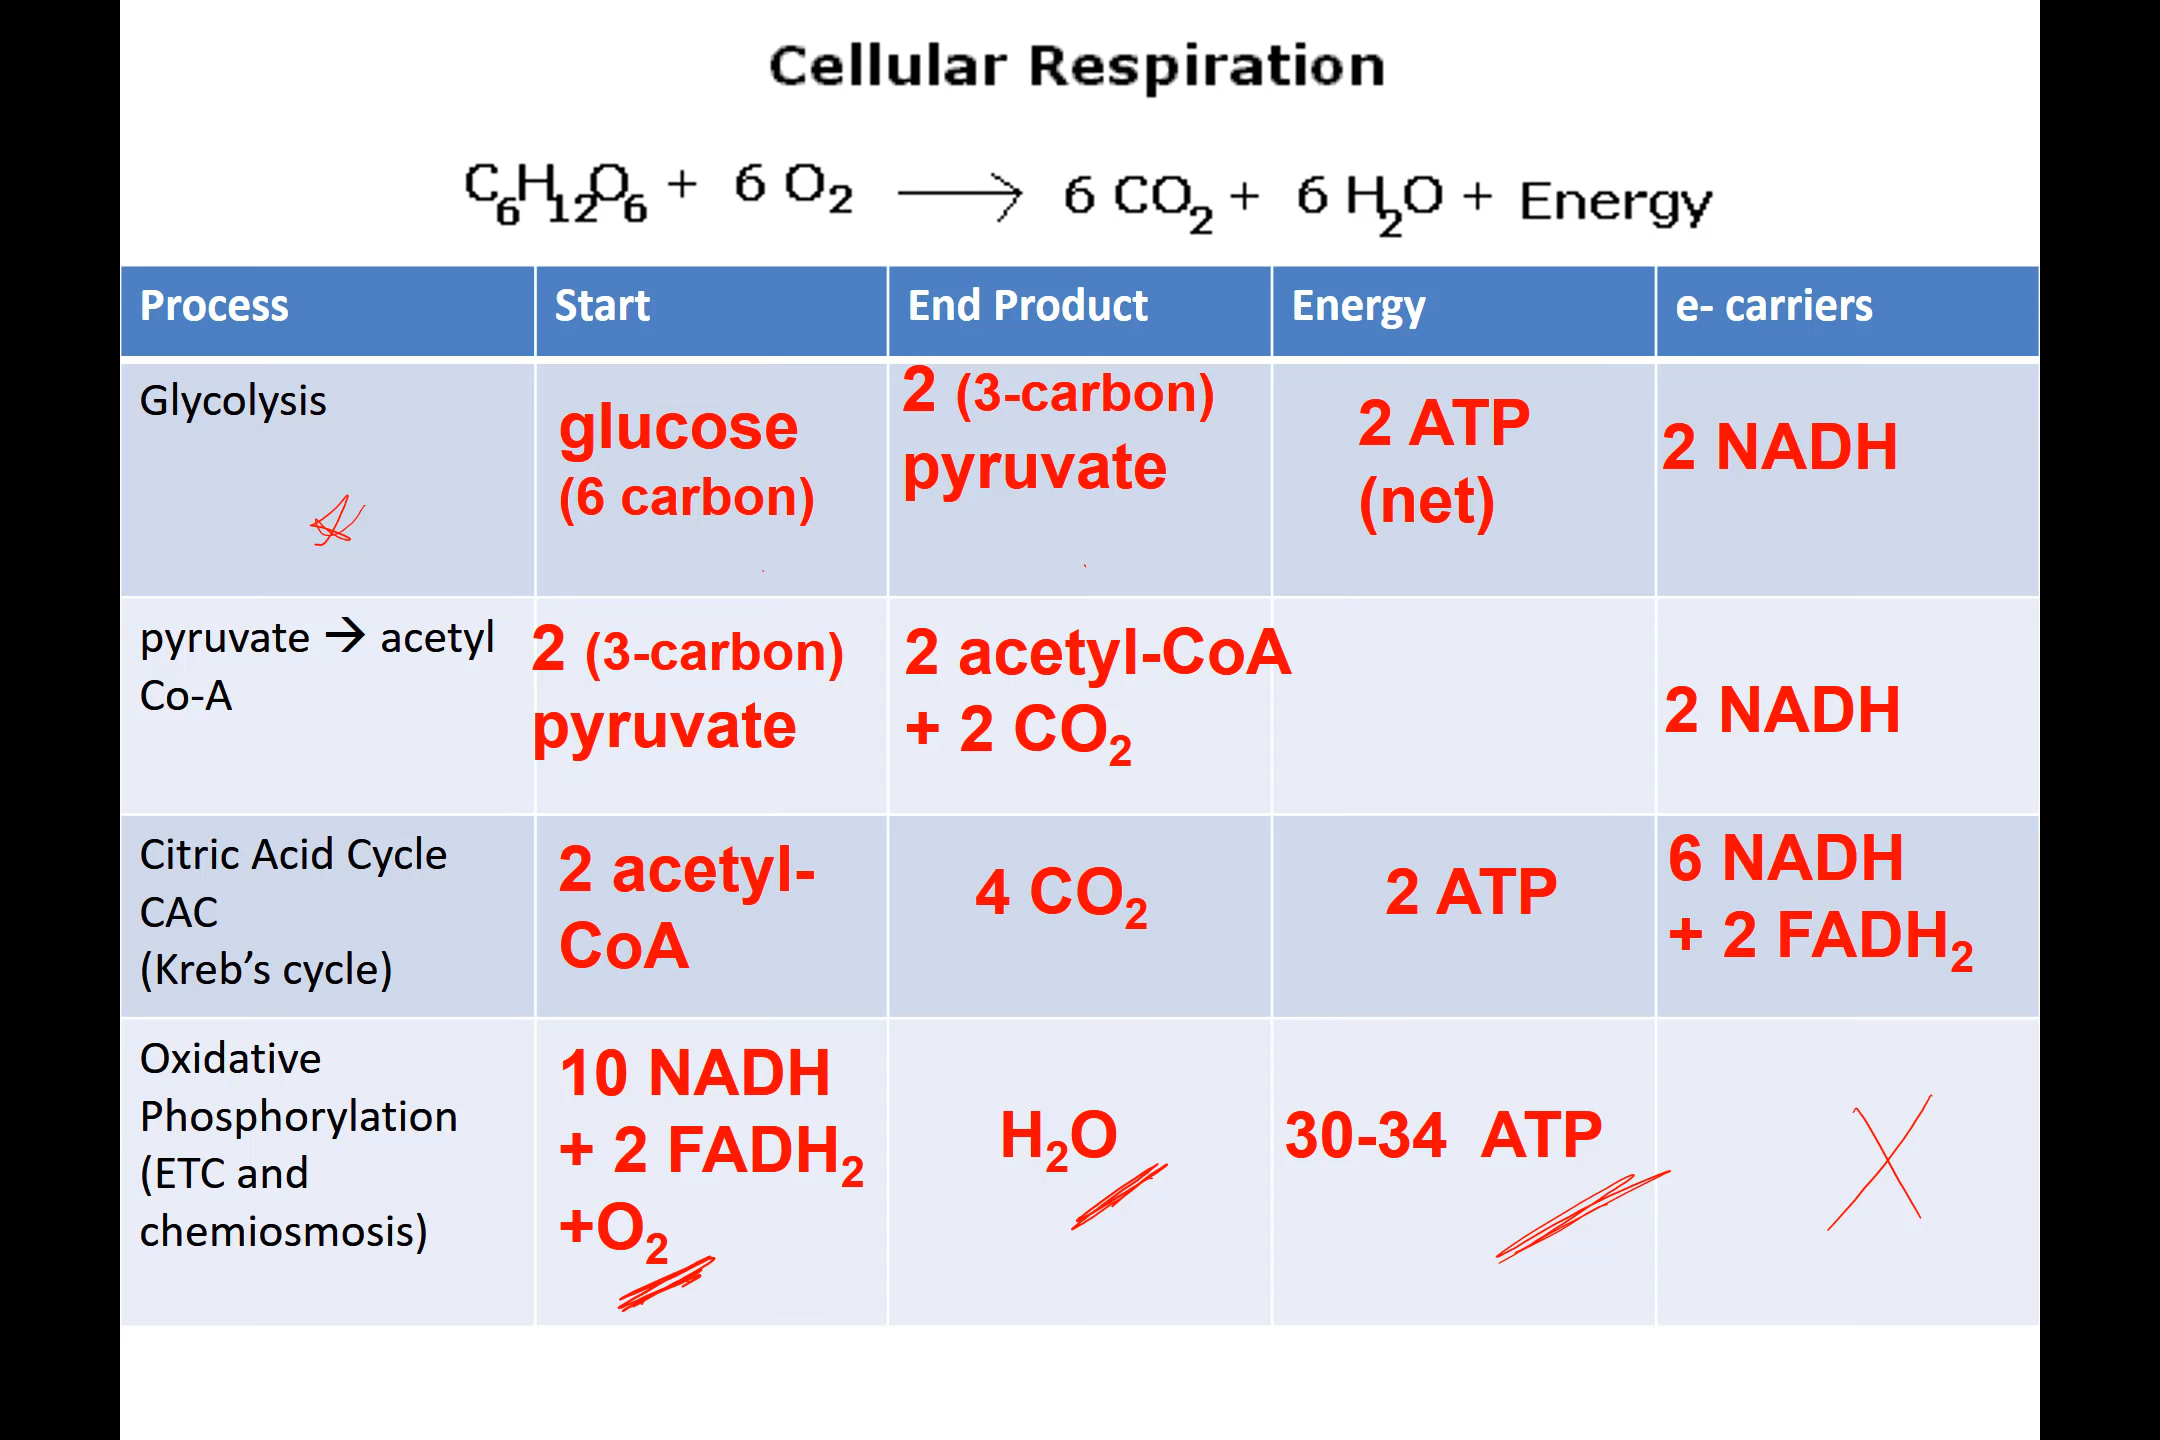 Cellular Respiration
C6H12O6 + 6 O2 → 6 CO2 + 6 H2O + Energy
Process Start End Product Energy e- carriers
Glycolysis
glucose
(6 carbon)
2 (3-carbon)
pyruvate
2 ATP
(net)
2 NADH
pyruvate → acetyl
Co-A
2 (3-carbon)
pyruvate
2 acetyl-CoA
+ 2 CO2
2 NADH
Citric Acid Cycle
CAC
(Kreb’s cycle)
2 acetyl-
CoA
4 CO2
2 ATP
6 NADH
+ 2 FADH2
Oxidative
Phosphorylation
(ETC and
chemiosmosis)
10 NADH
+ 2 FADH2
+O2
H2O
30-34 ATP